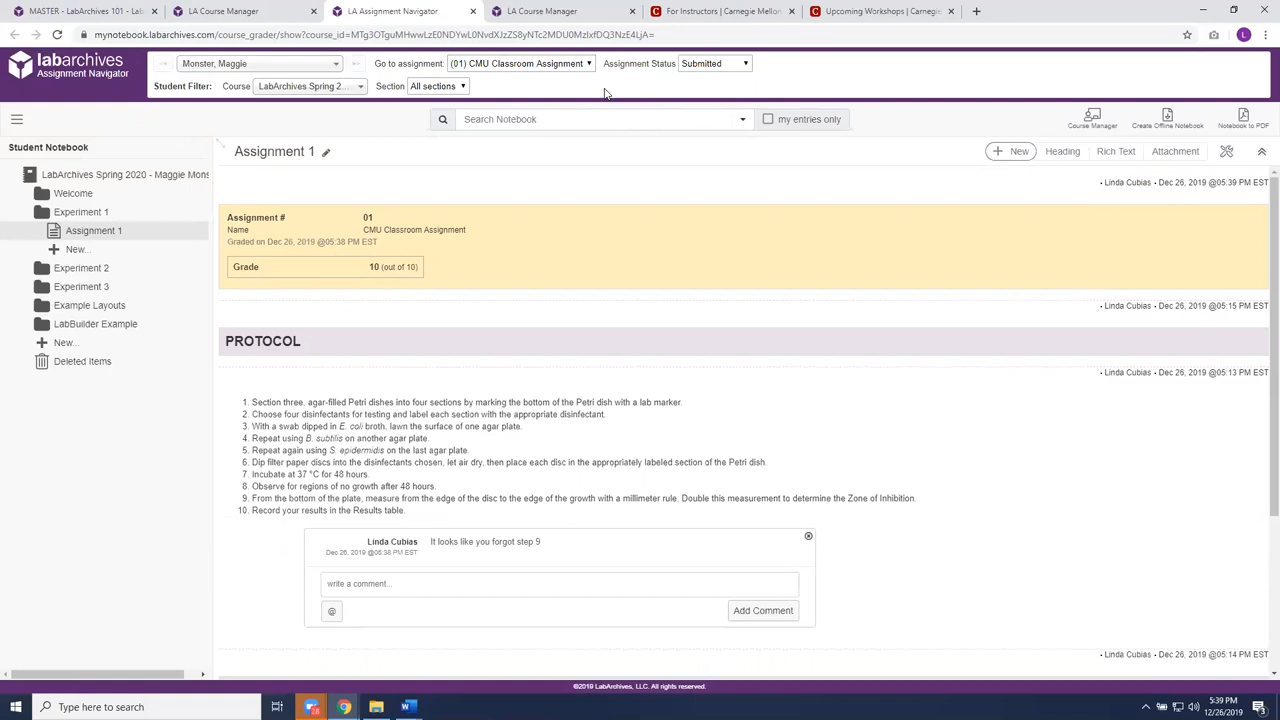 MASTER - LabArchives 101 - Lab
LA Course Manager
LA Assignment Navigator
LA Course Manager
For Instructors | Carnegie Mellon
Upcoming Workshops | Carnegie
labarchives
Assignment Navigator
Monster, Maggie
Go to assignment: (01) CMU Classroom Assignment
Assignment Status Submitted
Student Filter: Course LabArchives Spring 2...
Section All sections
Search Notebook
my entries only
Course Manager
Create Offline Notebook
Notebook to PDF
Student Notebook
LabArchives Spring 2020 - Maggie Mons
Welcome
Experiment 1
Assignment 1
New...
Experiment 2
Experiment 3
Example Layouts
LabBuilder Example
New...
Deleted Items
Assignment 1
New
Heading
Rich Text
Attachment
• Linda Cubias • Dec 26, 2019 @05:39 PM EST
Assignment # 01
Name CMU Classroom Assignment
Graded on Dec 26, 2019 @05:38 PM EST
Grade 10 (out of 10)
• Linda Cubias • Dec 26, 2019 @05:15 PM EST
PROTOCOL
• Linda Cubias • Dec 26, 2019 @05:13 PM EST
1. Section three, agar-filled Petri dishes into four sections by marking the bottom of the Petri dish with a lab marker.
2. Choose four disinfectants for testing and label each section with the appropriate disinfectant.
3. With a swab dipped in E. coli broth, lawn the surface of one agar plate.
4. Repeat using B. subtilis on another agar plate.
5. Repeat again using S. epidermidis on the last agar plate.
6. Dip filter paper discs into the disinfectants chosen, let air dry, then place each disc in the appropriately labeled section of the Petri dish.
7. Incubate at 37 °C for 48 hours.
8. Observe for regions of no growth after 48 hours.
9. From the bottom of the plate, measure from the edge of the disc to the edge of the growth with a millimeter rule. Double this measurement to determine the Zone of Inhibition.
10. Record your results in the Results table.
Linda Cubias It looks like you forgot step 9
Dec 26, 2019 @05:38 PM EST
write a comment...
@
Add Comment
• Linda Cubias • Dec 26, 2019 @05:14 PM EST
©2019 LabArchives, LLC. All rights reserved.
Type here to search
5:39 PM
12/26/2019